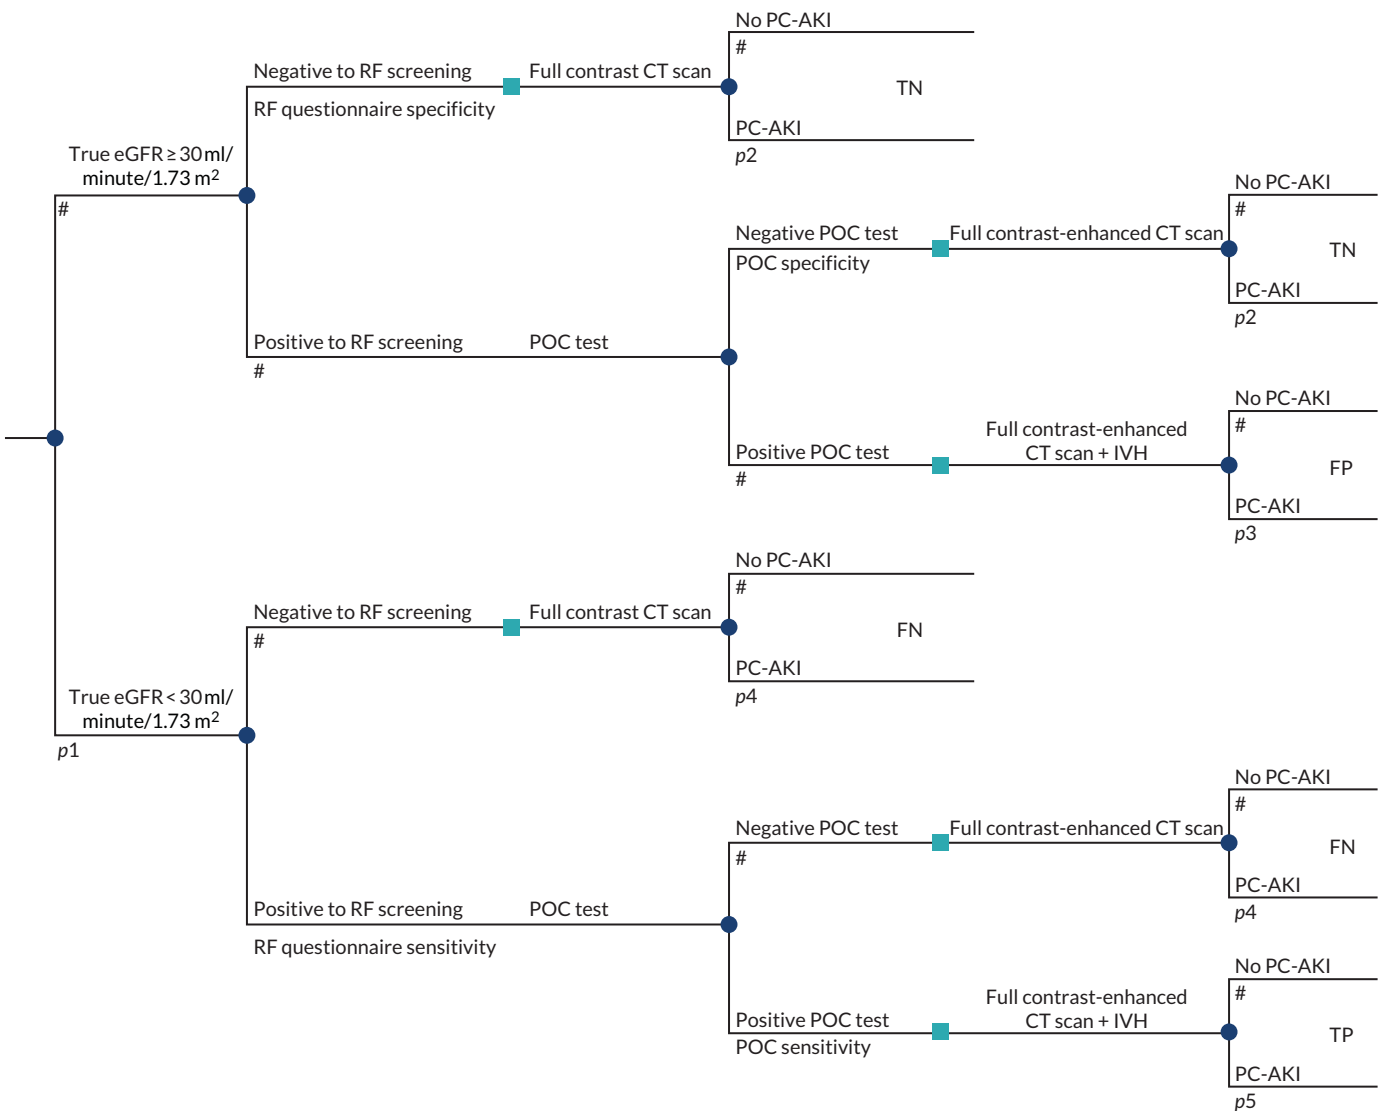 No PC-AKI
#
TN
PC-AKI
p2
Negative to RF screening
RF questionnaire specificity
Full contrast CT scan
True eGFR ≥ 30 ml/
minute/1.73 m²
#
No PC-AKI
#
TN
PC-AKI
p2
Negative POC test
POC specificity
Full contrast-enhanced CT scan
Positive to RF screening
#
POC test
Positive POC test
#
Full contrast-enhanced
CT scan + IVH
No PC-AKI
#
FP
PC-AKI
p3
No PC-AKI
#
FN
PC-AKI
p4
Negative to RF screening
#
Full contrast CT scan
True eGFR < 30 ml/
minute/1.73 m²
p1
Negative POC test
#
Full contrast-enhanced CT scan
No PC-AKI
#
FN
PC-AKI
p4
Positive to RF screening
RF questionnaire sensitivity
POC test
Positive POC test
POC sensitivity
Full contrast-enhanced
CT scan + IVH
No PC-AKI
#
TP
PC-AKI
p5